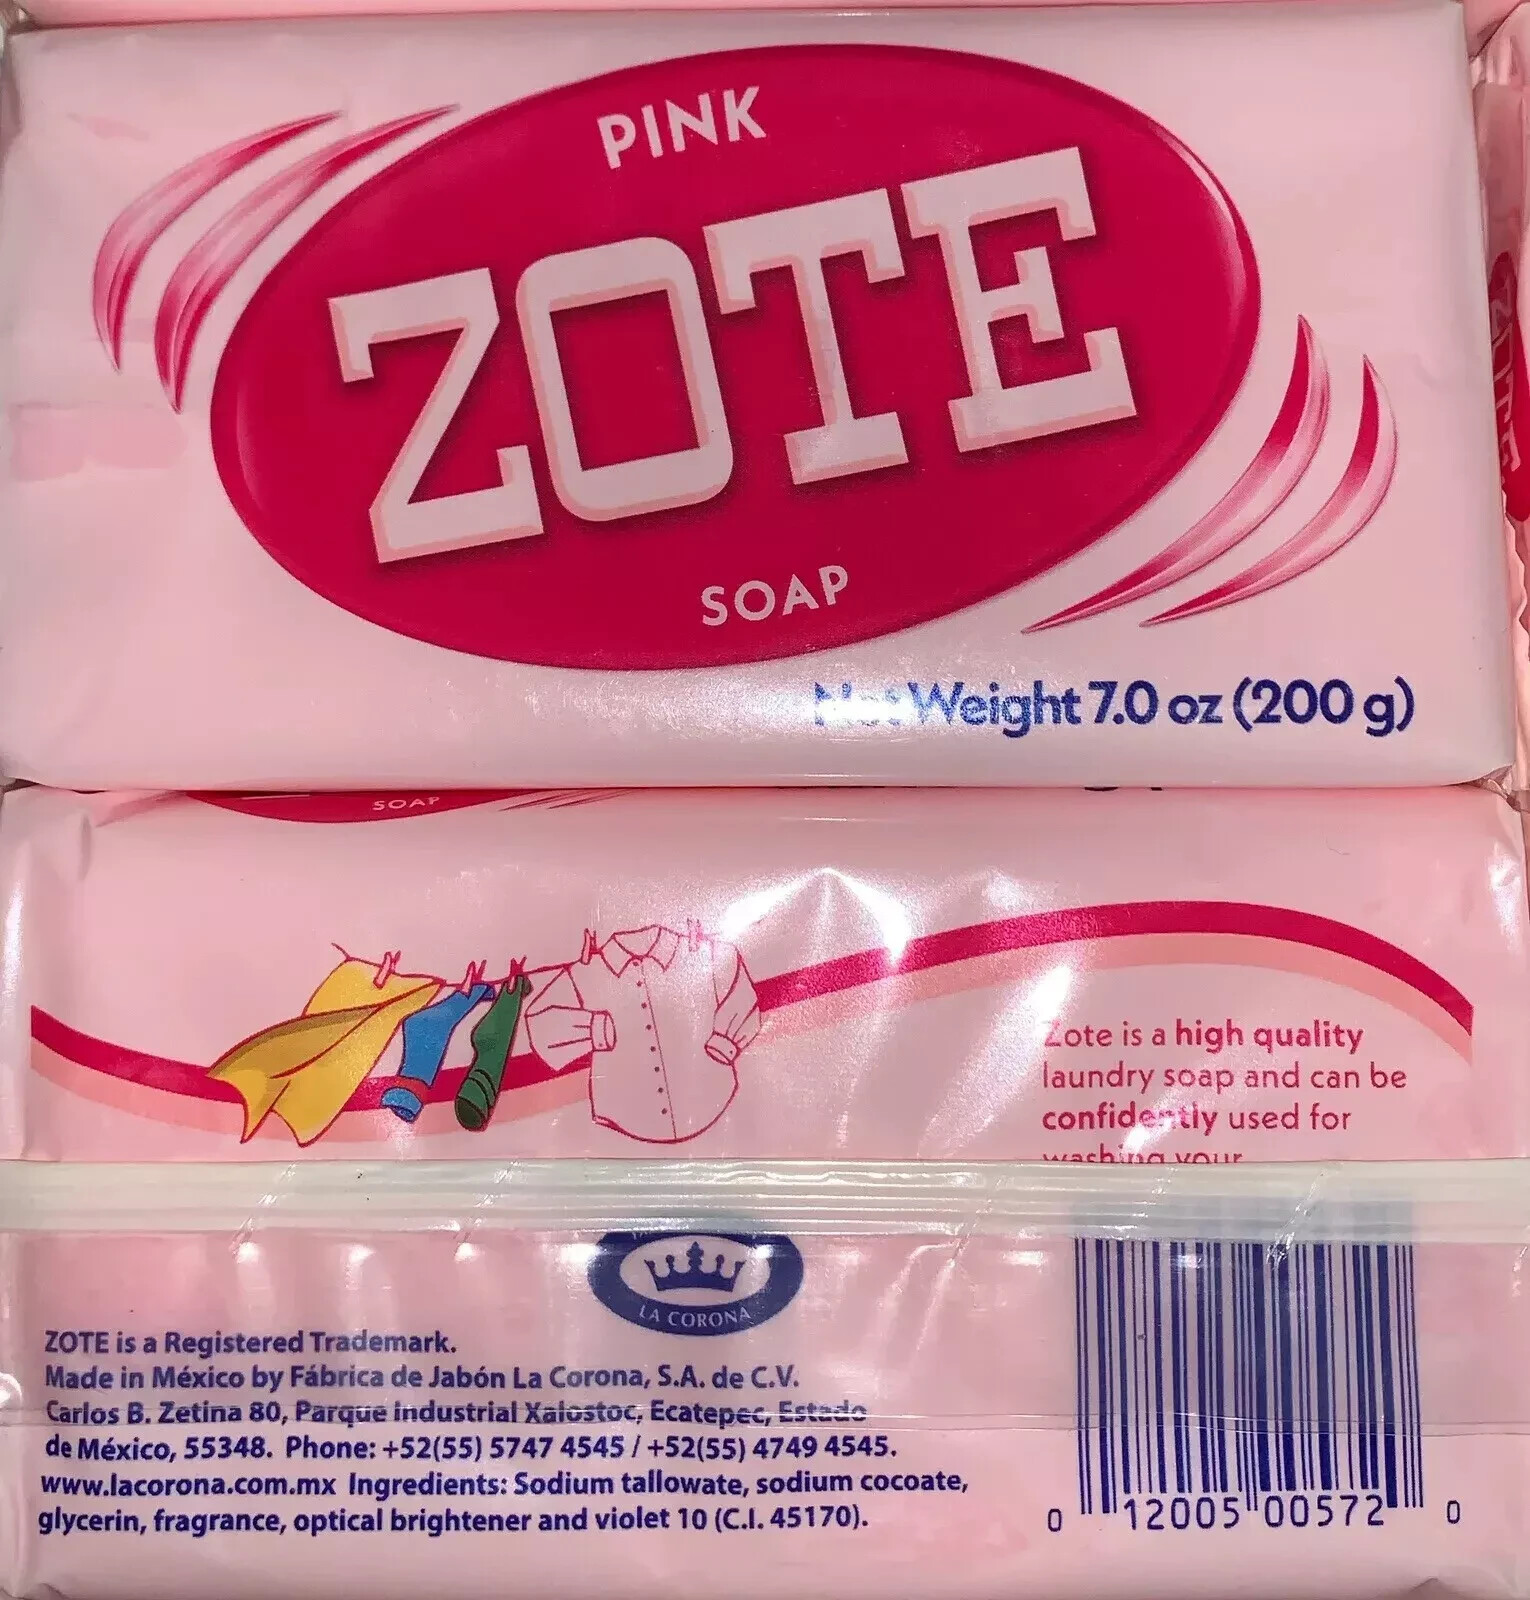 PINK
ZOTE
SOAP
Net Weight 7.0 oz (200 g)
SOAP
Zote is a high quality
laundry soap and can be
confidently used for
washing your
LA CORONA
ZOTE is a Registered Trademark.
Made in México by Fábrica de Jabón La Corona, S.A. de C.V.
Carlos B. Zetina 80, Parque Industrial Xalostoc, Ecatepec, Estado
de México, 55348. Phone: +52(55) 5747 4545 / +52(55) 4749 4545.
www.lacorona.com.mx Ingredients: Sodium tallowate, sodium cocoate,
glycerin, fragrance, optical brightener and violet 10 (C.I. 45170).
0 12005 00572 0
ZOTE